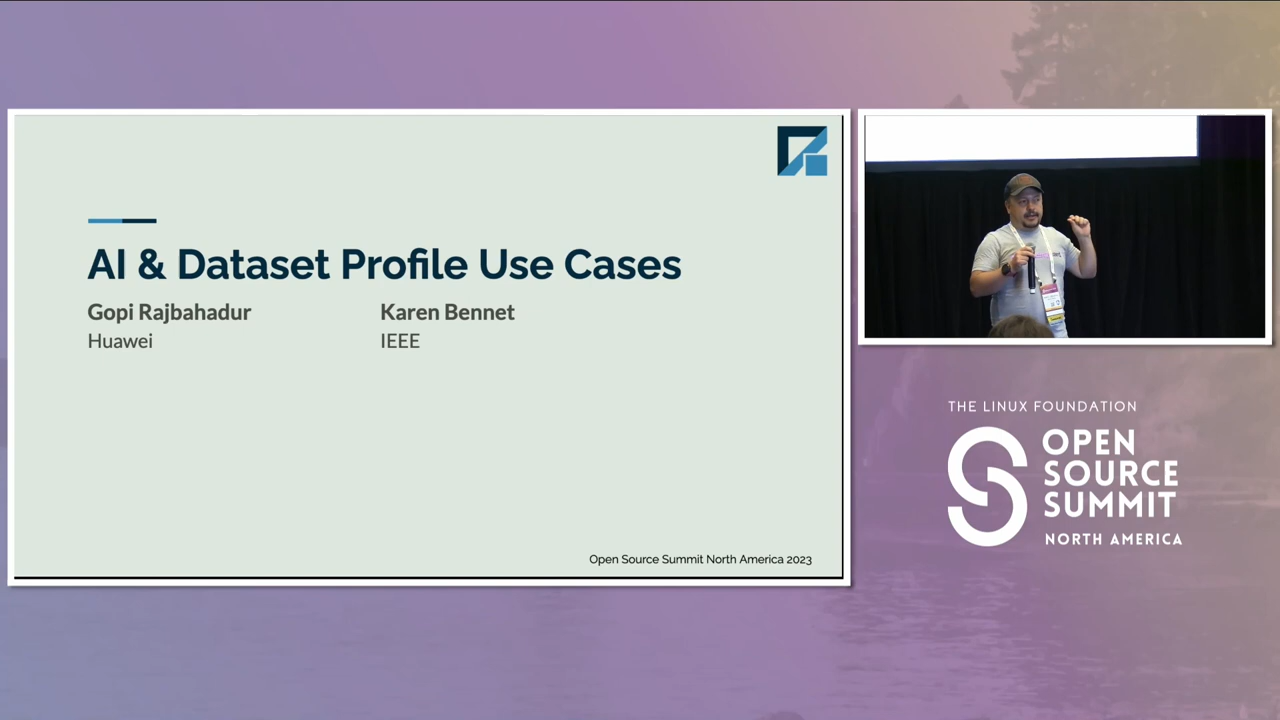 AI & Dataset Profile Use Cases
Gopi Rajbahadur
Karen Bennet
Huawei
IEEE
Open Source Summit North America 2023
THE LINUX FOUNDATION
OPEN
SOURCE
SUMMIT
NORTH AMERICA